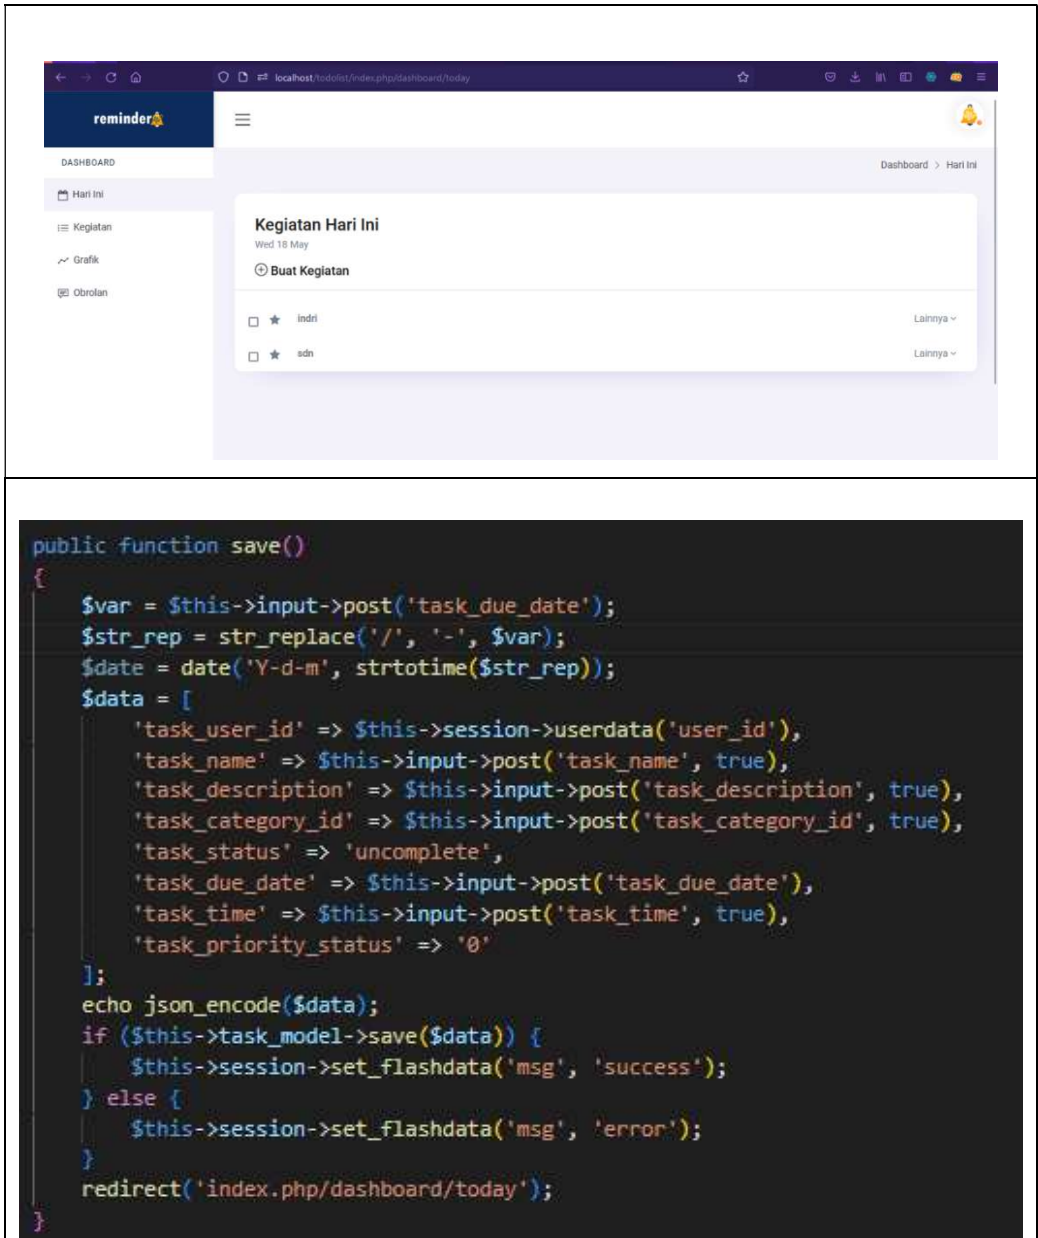 localhost/todolist/index.php/dashboard/today
reminder
DASHBOARD
Dashboard > Hari Ini
Hari Ini
Kegiatan
Grafik
Obrolan
Kegiatan Hari Ini
Wed 18 May
Buat Kegiatan
indri Lainnya
sdn Lainnya
public function save()
{
$var = $this->input->post('task_due_date');
$str_rep = str_replace('/', '-', $var);
$date = date('Y-d-m', strtotime($str_rep));
$data = [
'task_user_id' => $this->session->userdata('user_id'),
'task_name' => $this->input->post('task_name', true),
'task_description' => $this->input->post('task_description', true),
'task_category_id' => $this->input->post('task_category_id', true),
'task_status' => 'uncomplete',
'task_due_date' => $this->input->post('task_due_date'),
'task_time' => $this->input->post('task_time', true),
'task_priority_status' => '0'
];
echo json_encode($data);
if ($this->task_model->save($data)) {
$this->session->set_flashdata('msg', 'success');
} else {
$this->session->set_flashdata('msg', 'error');
}
redirect('index.php/dashboard/today');
}